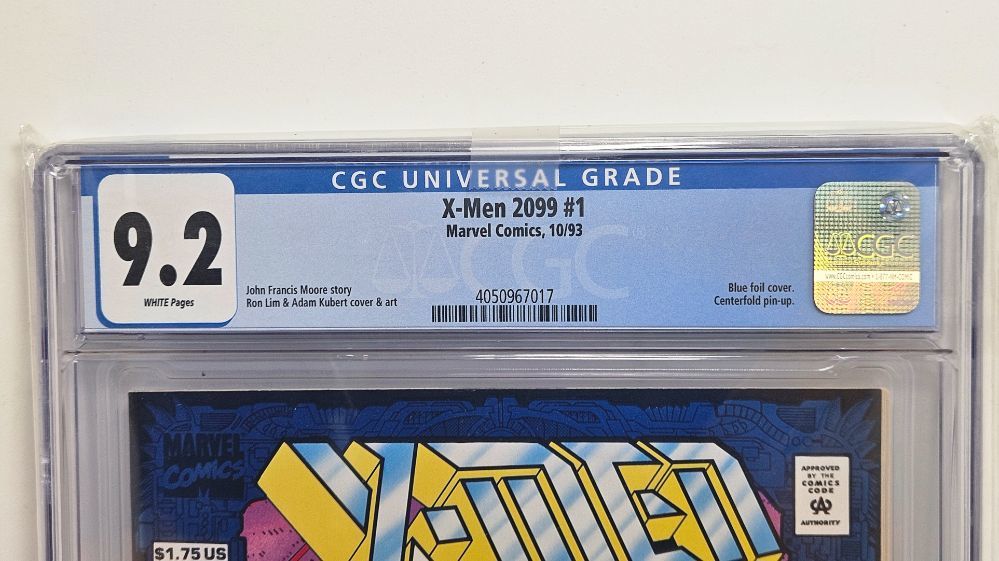 CGC UNIVERSAL GRADE
9.2
WHITE Pages
X-Men 2099 #1
Marvel Comics, 10/93
John Francis Moore story
Ron Lim & Adam Kubert cover & art
4050967017
Blue foil cover.
Centerfold pin-up.
CGC
CGC
MARVEL
Comics
X-MEN
APPROVED
BY THE
COMICS
CODE
CA
AUTHORITY
$1.75 US